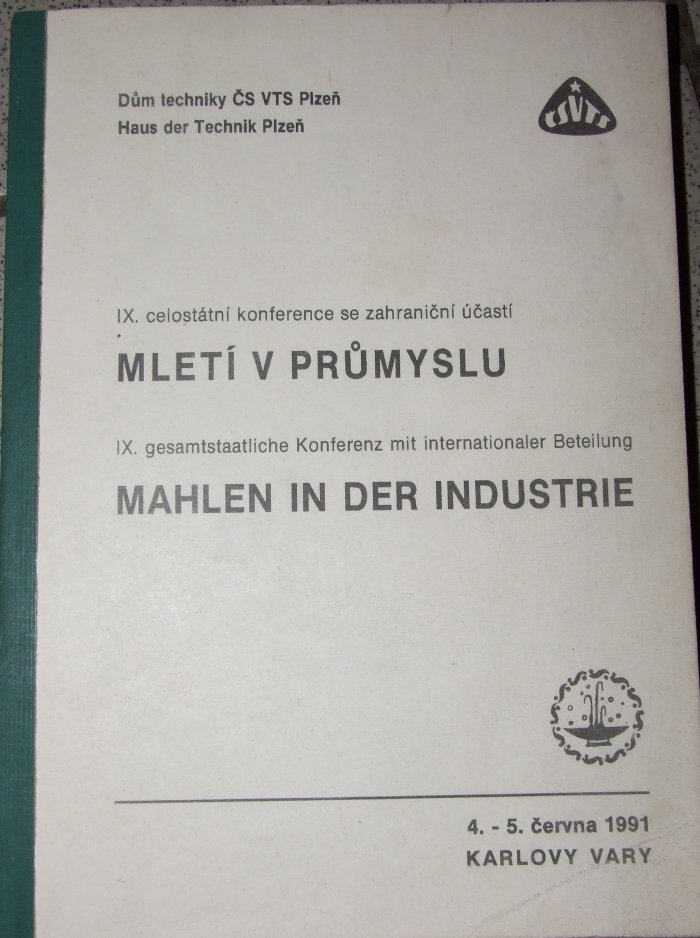 Dům techniky ČS VTS Plzeň
Haus der Technik Plzeň
ČSVTS
IX. celostátní konference se zahraniční účastí
MLETÍ V PRŮMYSLU
IX. gesamtstaatliche Konferenz mit internationaler Beteilung
MAHLEN IN DER INDUSTRIE
4. - 5. června 1991
KARLOVY VARY